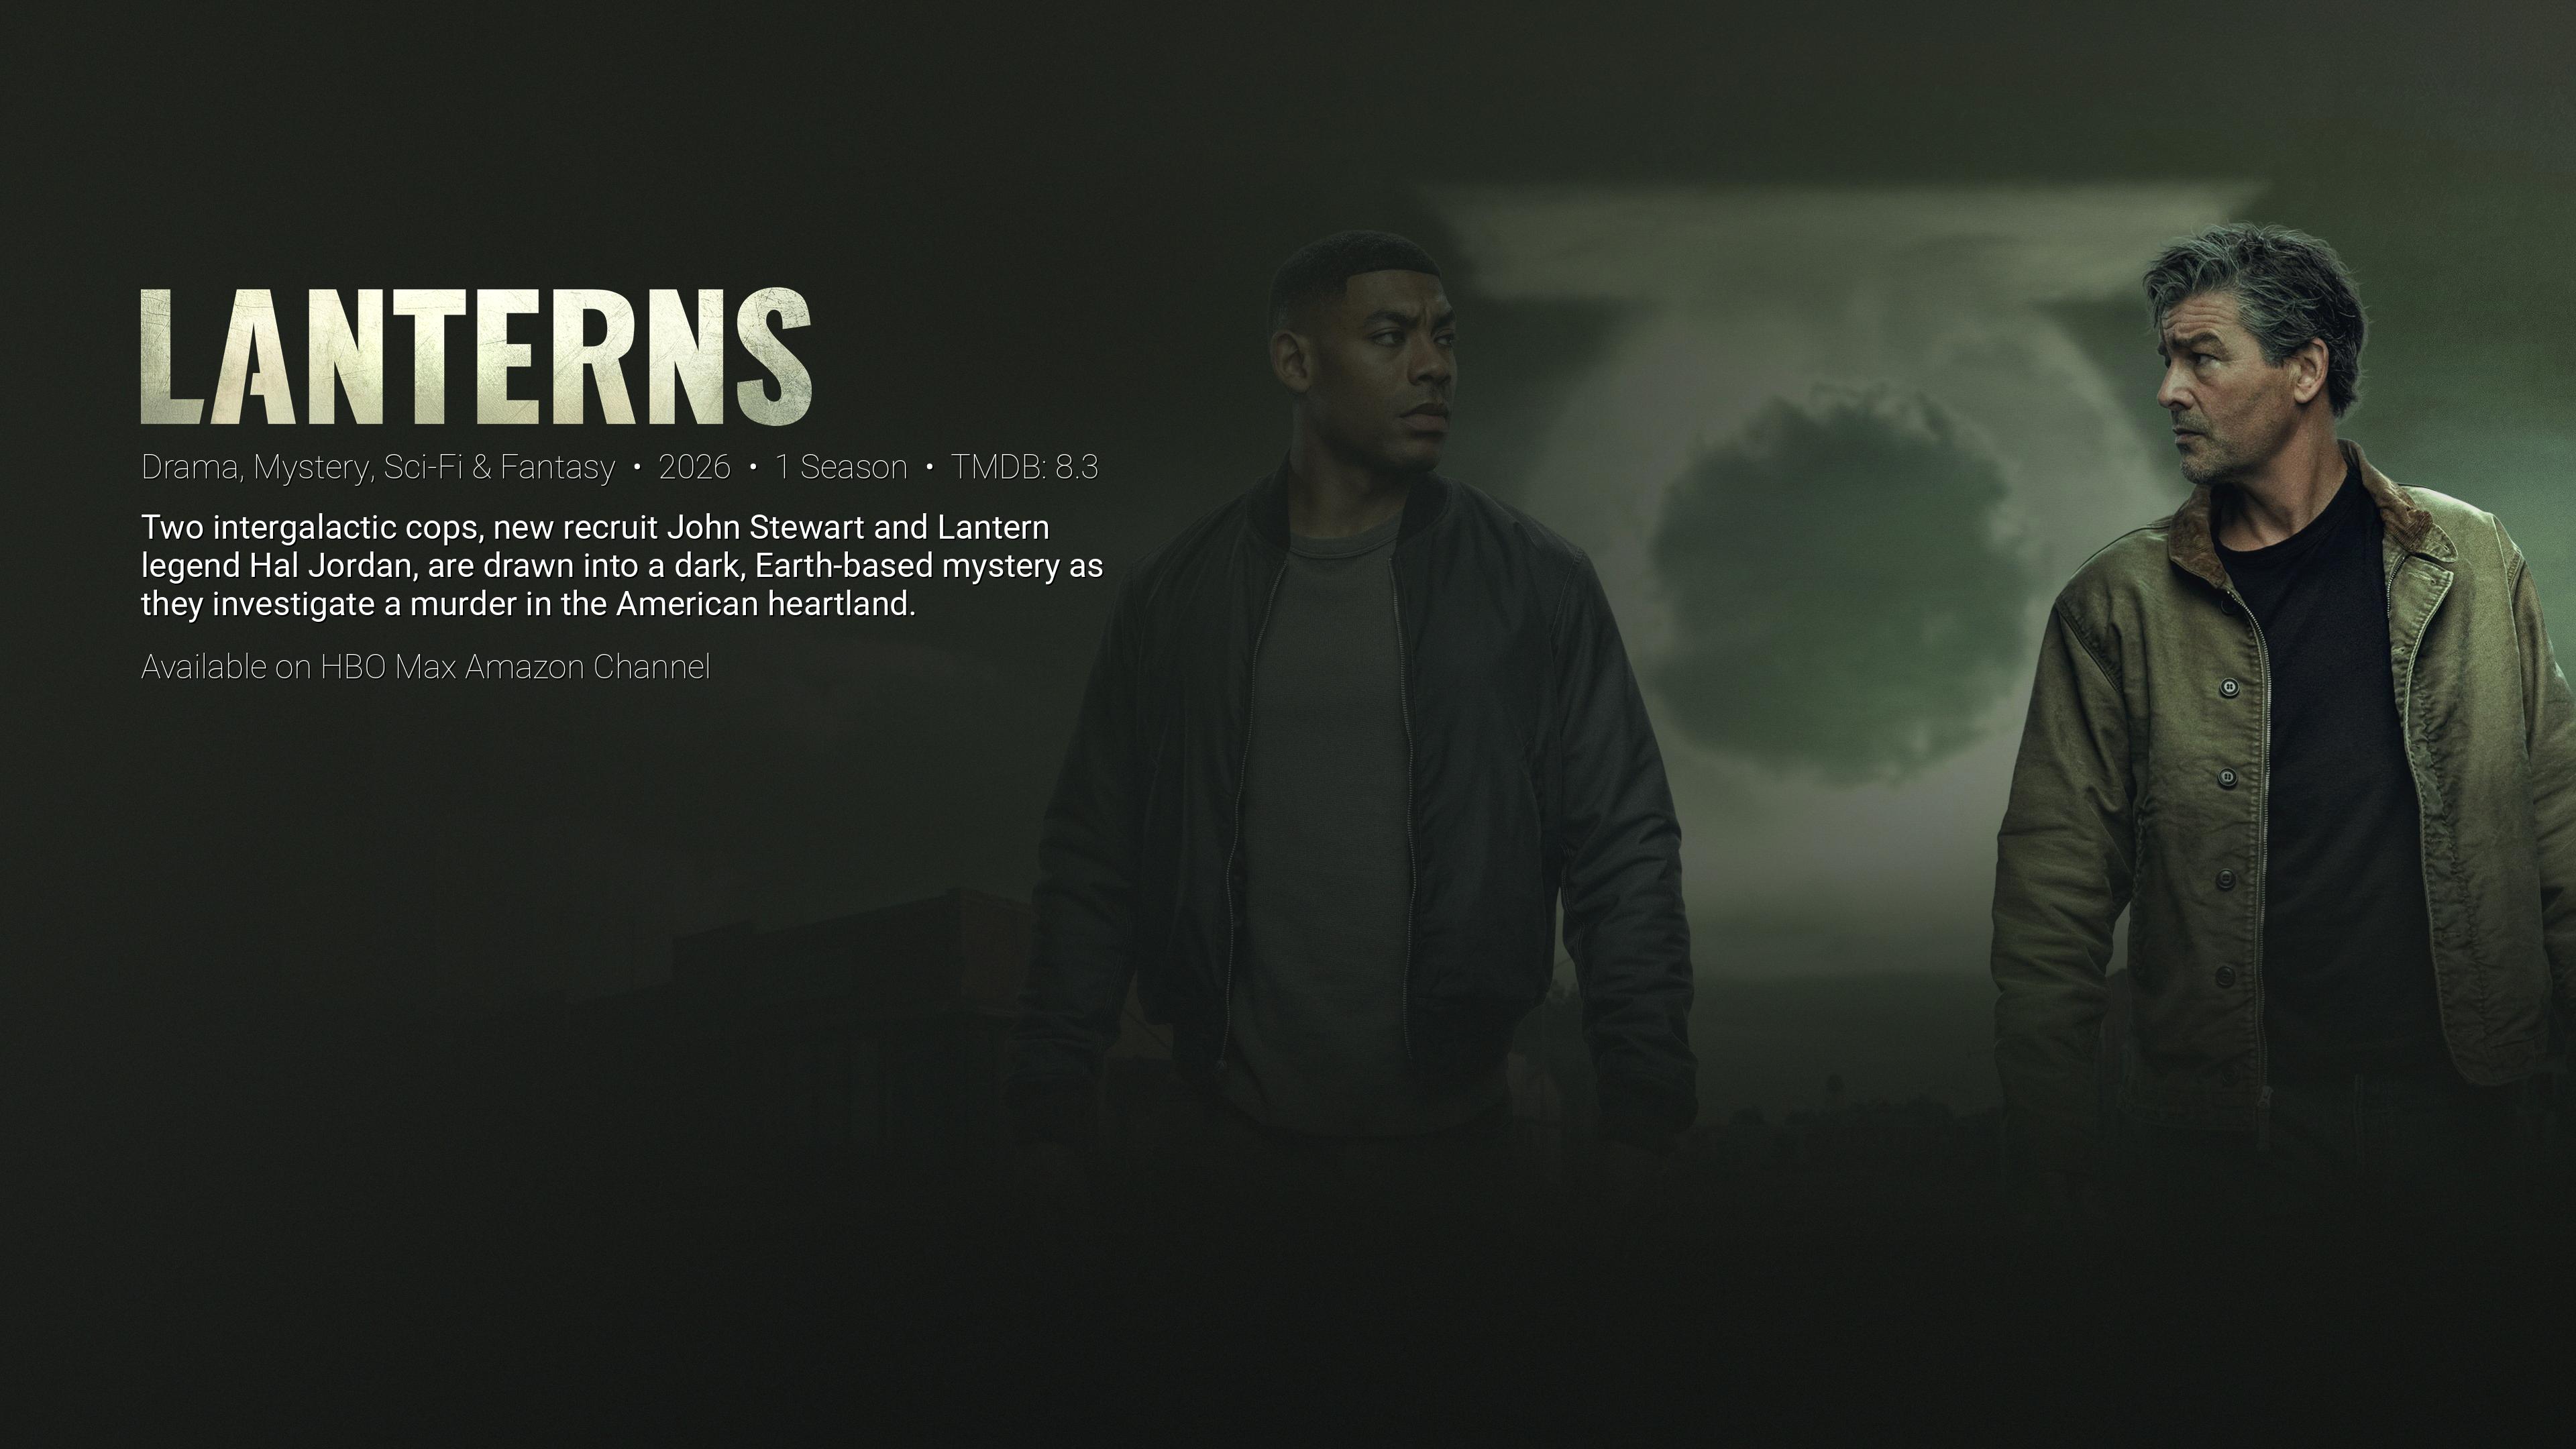 LANTERNS
Drama, Mystery, Sci-Fi & Fantasy • 2026 • 1 Season • TMDB: 8.3
Two intergalactic cops, new recruit John Stewart and Lantern
legend Hal Jordan, are drawn into a dark, Earth-based mystery as
they investigate a murder in the American heartland.
Available on HBO Max Amazon Channel